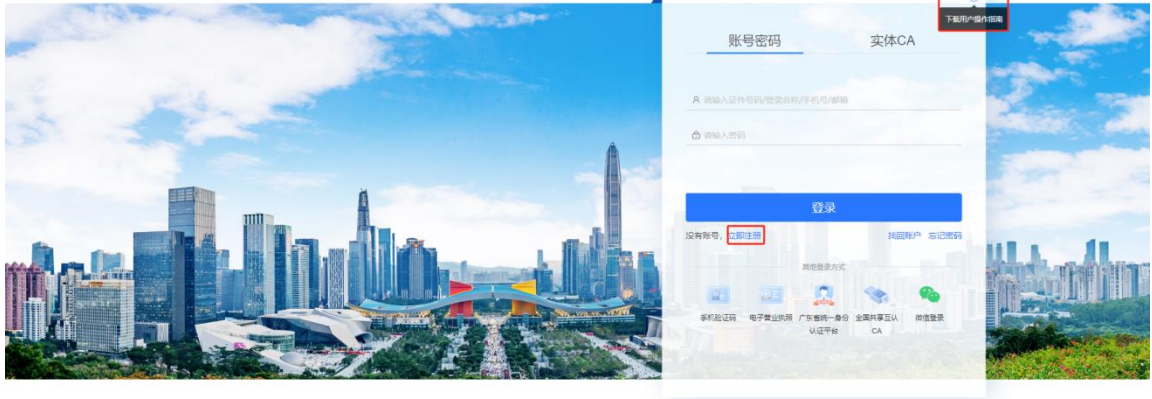 下载用户操作指南
账号密码 实体CA
请输入证件号码/登录名称/手机号/邮箱
请输入密码
登录
没有账号，立即注册 找回账户 忘记密码
其他登录方式
手机验证码 电子营业执照 广东省统一身份认证平台 全国共享互认CA 微信登录